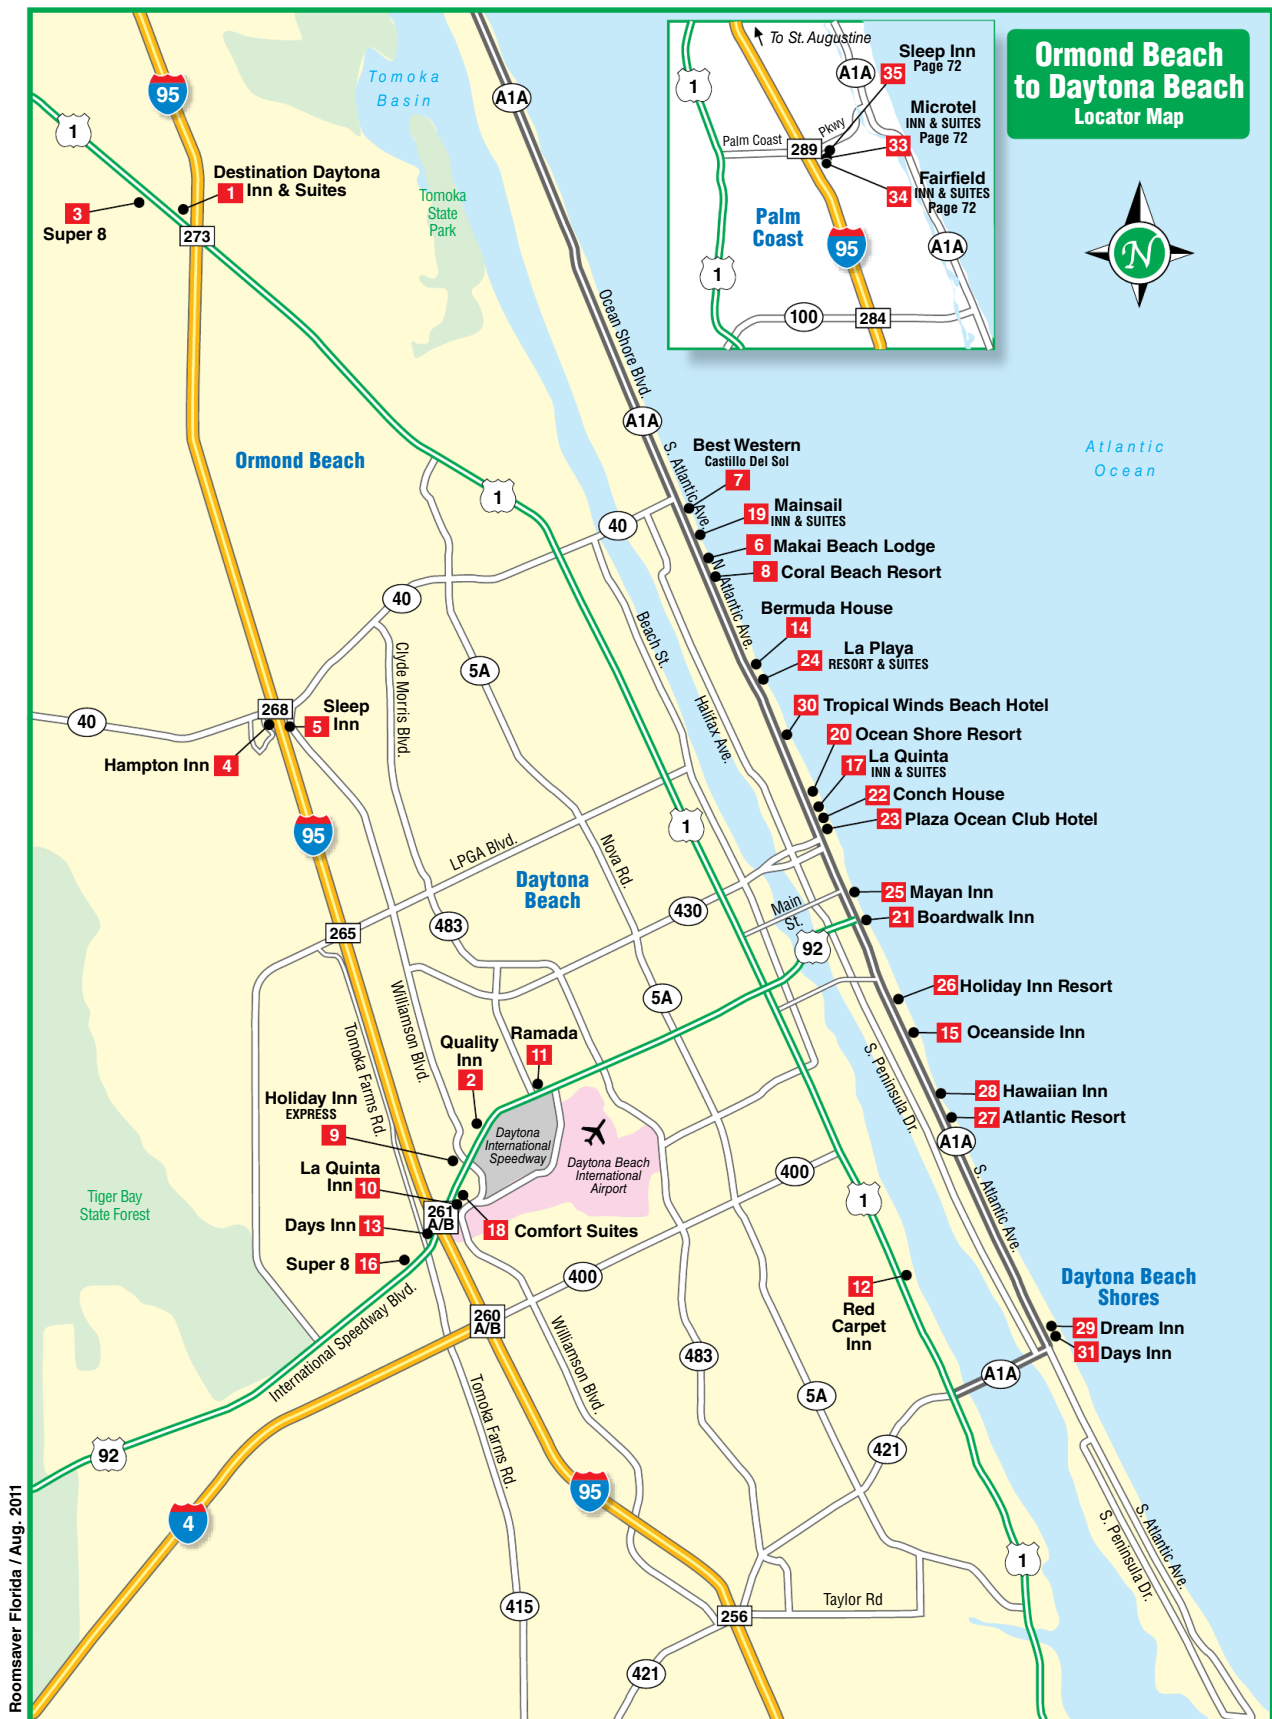 Ormond Beach
to Daytona Beach
Locator Map
To St. Augustine
Sleep Inn
Page 72
35
A1A
1
Microtel
INN & SUITES
Page 72
33
Palm Coast
Pkwy
289
Fairfield
INN & SUITES
Page 72
34
Palm
Coast
95
A1A
1
100
284
N
95
1
Tomoka
Basin
A1A
Destination Daytona
1 Inn & Suites
3
Super 8
273
Tomoka
State
Park
Ocean Shore Blvd.
A1A
Ormond Beach
Atlantic
Ocean
S. Atlantic Ave.
Best Western
Castillo Del Sol
7
1
40
19 Mainsail
INN & SUITES
6 Makai Beach Lodge
8 Coral Beach Resort
N. Atlantic Ave.
40
Bermuda House
14
Beach St.
La Playa
24 RESORT & SUITES
Clyde Morris Blvd.
5A
Halifax Ave.
40
268
Sleep
5 Inn
Hampton Inn 4
30 Tropical Winds Beach Hotel
20 Ocean Shore Resort
La Quinta
17 INN & SUITES
22 Conch House
23 Plaza Ocean Club Hotel
95
1
LPGA Blvd.
Nova Rd.
Daytona
Beach
25 Mayan Inn
21 Boardwalk Inn
430
Main
St.
483
265
92
26 Holiday Inn Resort
5A
Williamson Blvd.
Tomoka Farms Rd.
15 Oceanside Inn
Quality
Inn
2
Ramada
11
S. Peninsula Dr.
28 Hawaiian Inn
27 Atlantic Resort
Holiday Inn
EXPRESS
9
Daytona
International
Speedway
Daytona Beach
International
Airport
A1A
La Quinta
Inn 10
400
S. Atlantic Ave.
Tiger Bay
State Forest
261
A/B
Days Inn 13
18 Comfort Suites
1
Super 8 16
400
12
Red
Carpet
Inn
Daytona Beach
Shores
International Speedway Blvd.
260
A/B
Williamson Blvd.
29 Dream Inn
31 Days Inn
483
A1A
Tomoka Farms Rd.
5A
92
421
95
4
S. Atlantic Ave.
S. Peninsula Dr.
1
415
Taylor Rd
256
421
Roomsaver Florida / Aug. 2011